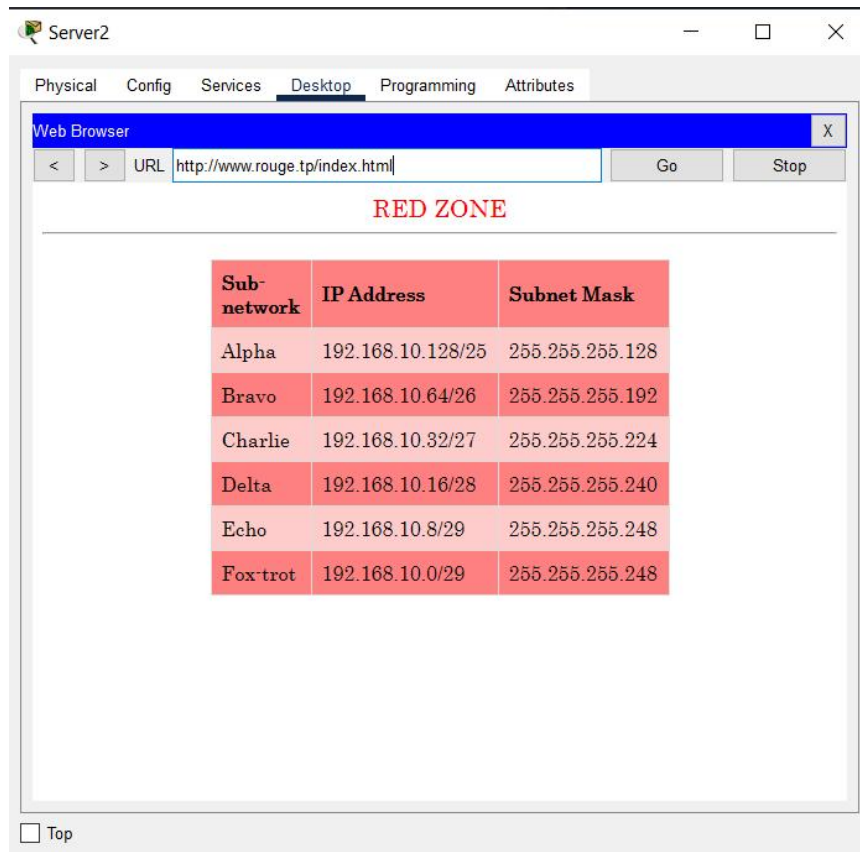 Server2
Physical Config Services Desktop Programming Attributes
Web Browser X
< > URL http://www.rouge.tp/index.html Go Stop
RED ZONE
Sub-
network IP Address Subnet Mask
Alpha 192.168.10.128/25 255.255.255.128
Bravo 192.168.10.64/26 255.255.255.192
Charlie 192.168.10.32/27 255.255.255.224
Delta 192.168.10.16/28 255.255.255.240
Echo 192.168.10.8/29 255.255.255.248
Fox-trot 192.168.10.0/29 255.255.255.248
Top